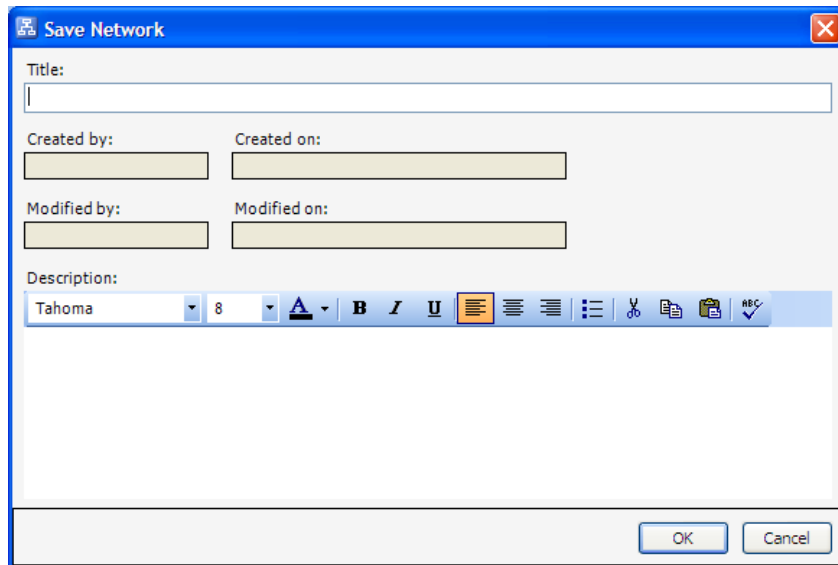 Save Network
Title:
Created by: Created on:
Modified by: Modified on:
Description:
Tahoma 8 A B I U ABC
OK Cancel